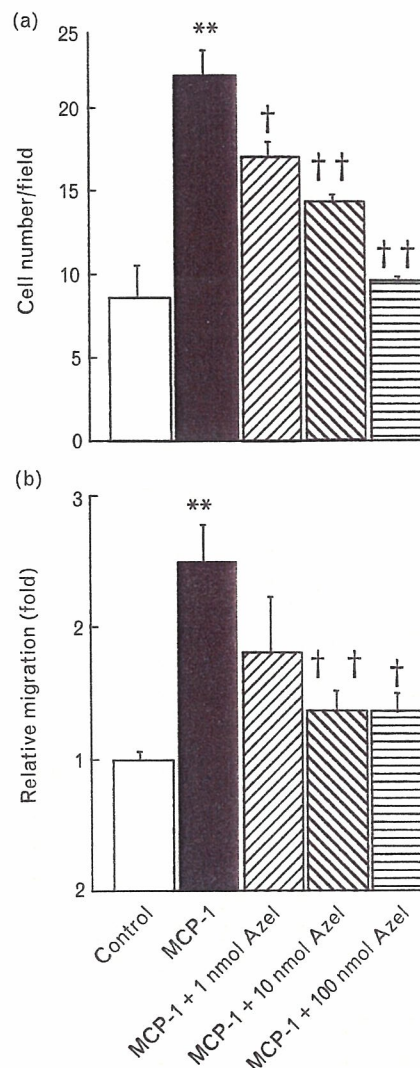 (a)
25
20
15
10
5
0
Cell number/field
**
†
† †
† †
(b)
3
2
1
2
Relative migration (fold)
**
† †
†
Control
MCP-1
MCP-1 + 1 nmol Azel
MCP-1 + 10 nmol Azel
MCP-1 + 100 nmol Azel